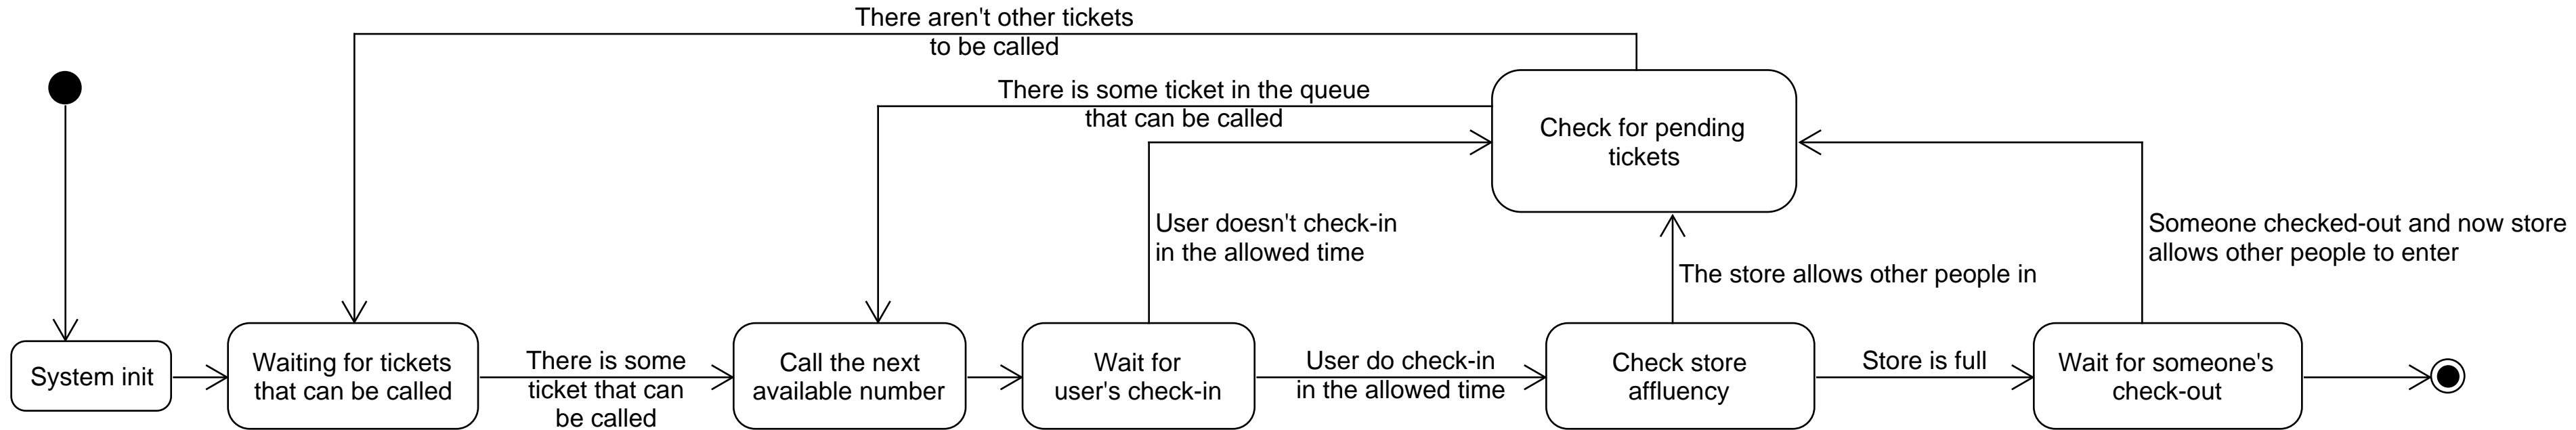 There aren't other tickets
to be called
There is some ticket in the queue
that can be called
Check for pending
tickets
User doesn't check-in
in the allowed time
Someone checked-out and now store
allows other people to enter
The store allows other people in
System init
Waiting for tickets
that can be called
There is some
ticket that can
be called
Call the next
available number
Wait for
user's check-in
User do check-in
in the allowed time
Check store
affluency
Store is full
Wait for someone's
check-out